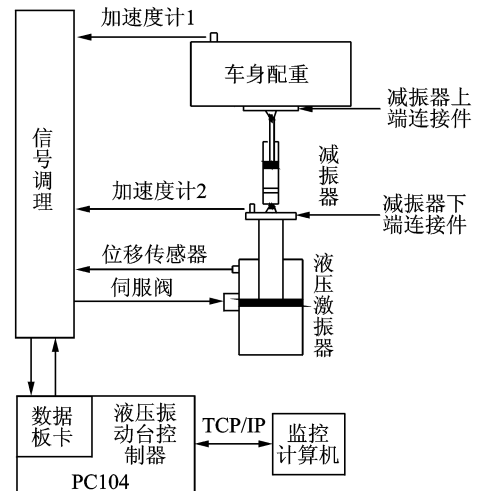 加速度计1
车身配重
减振器上
端连接件
信号调理
减振器
加速度计2
减振器下
端连接件
位移传感器
伺服阀
液压激振器
数据
板卡
液压振
动台控
制器
PC104
TCP/IP
监控
计算机